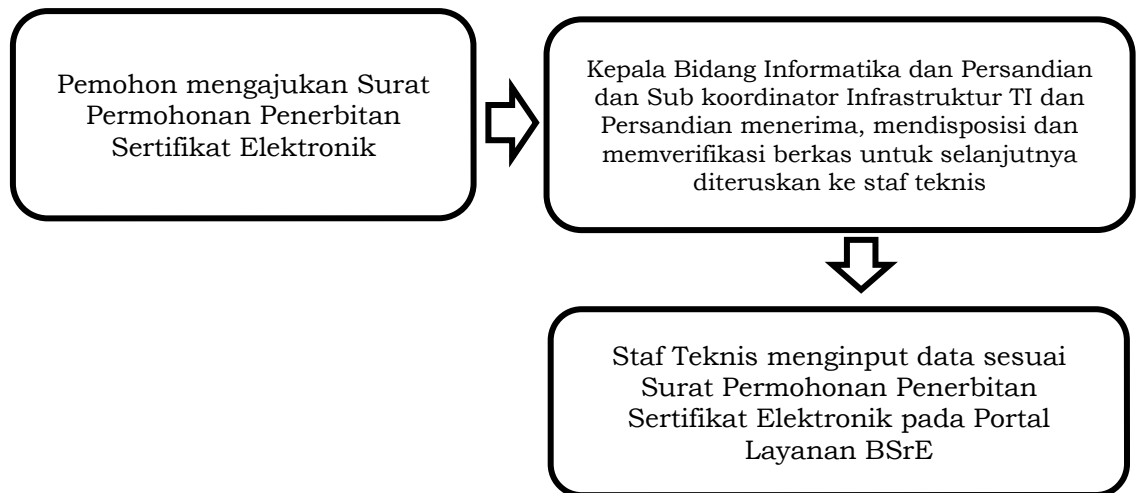 Pemohon mengajukan Surat
Permohonan Penerbitan
Sertifikat Elektronik
Kepala Bidang Informatika dan Persandian
dan Sub koordinator Infrastruktur TI dan
Persandian menerima, mendisposisi dan
memverifikasi berkas untuk selanjutnya
diteruskan ke staf teknis
Staf Teknis menginput data sesuai
Surat Permohonan Penerbitan
Sertifikat Elektronik pada Portal
Layanan BSrE